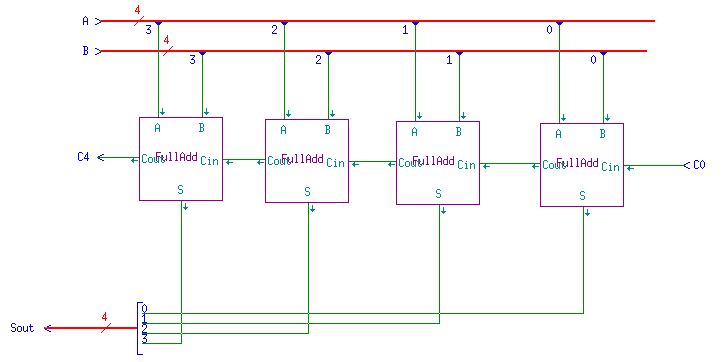 4
A
3 2 1 0
B 4
3 2 1 0
A B A B A B A B
C4 Cout FullAdd Cin Cout FullAdd Cin Cout FullAdd Cin Cout FullAdd Cin C0
S S S S
0
4 1
Sout 2
3